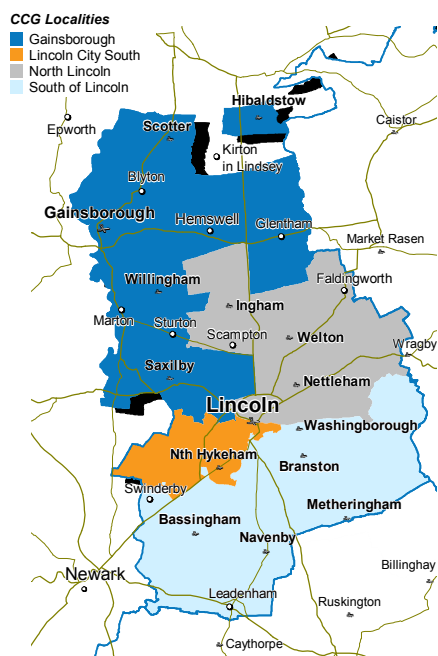 CCG Localities
Gainsborough
Lincoln City South
North Lincoln
South of Lincoln
Hibaldstow
Epworth
Scotter
Caistor
Kirton
in Lindsey
Blyton
Gainsborough
Hemswell
Glentham
Market Rasen
Willingham
Faldingworth
Ingham
Marton
Sturton
Scampton
Welton
Wragby
Saxilby
Nettleham
Lincoln
Washingborough
Nth Hykeham
Branston
Swinderby
Metheringham
Bassingham
Navenby
Newark
Billinghay
Leadenham
Ruskington
Caythorpe